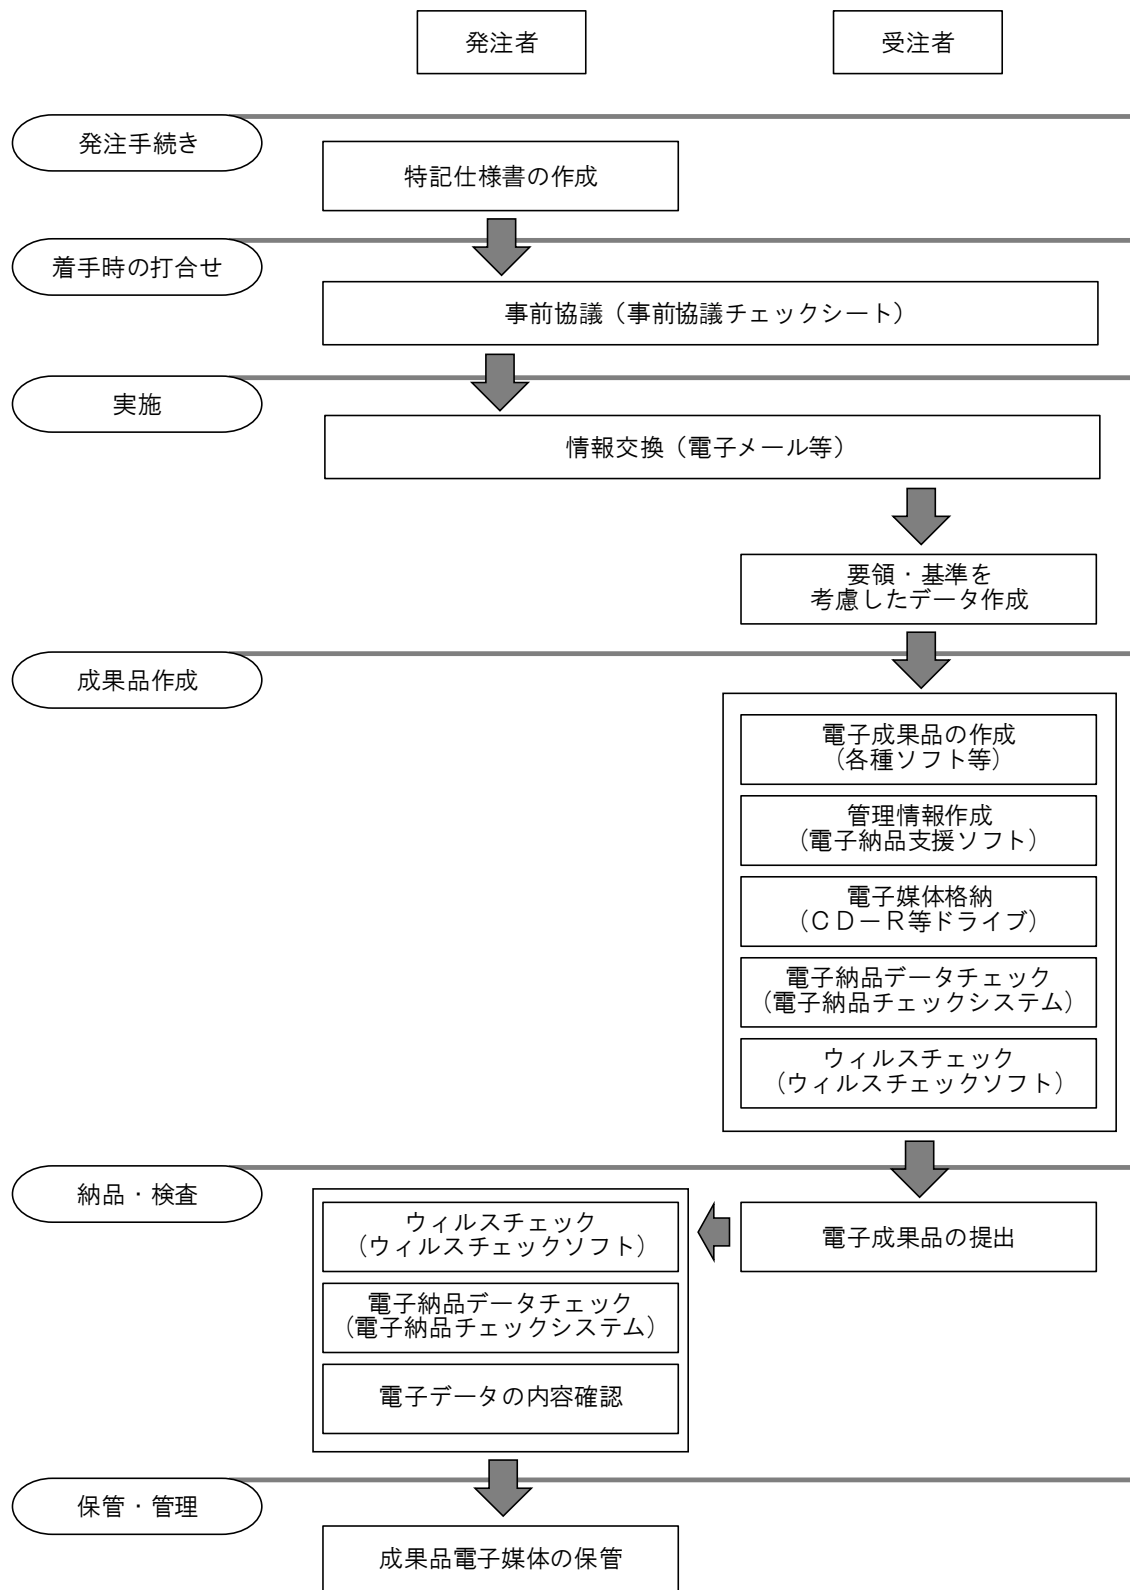 発注者
受注者
発注手続き
特記仕様書の作成
着手時の打合せ
事前協議（事前協議チェックシート）
実施
情報交換（電子メール等）
要領・基準を
考慮したデータ作成
成果品作成
電子成果品の作成
（各種ソフト等）
管理情報作成
（電子納品支援ソフト）
電子媒体格納
（ＣＤ－Ｒ等ドライブ）
電子納品データチェック
（電子納品チェックシステム）
ウィルスチェック
（ウィルスチェックソフト）
納品・検査
電子成果品の提出
ウィルスチェック
（ウィルスチェックソフト）
電子納品データチェック
（電子納品チェックシステム）
電子データの内容確認
保管・管理
成果品電子媒体の保管